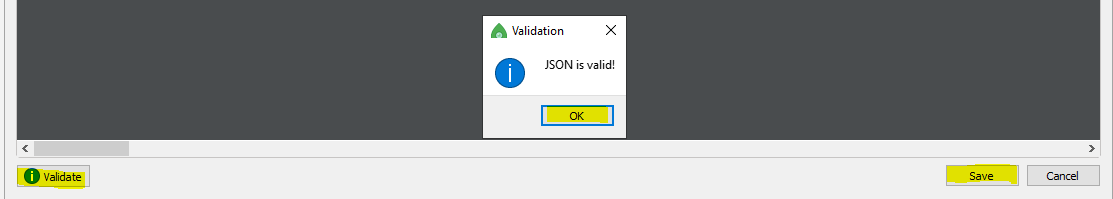 Validation
JSON is valid!
OK
Validate
Save
Cancel